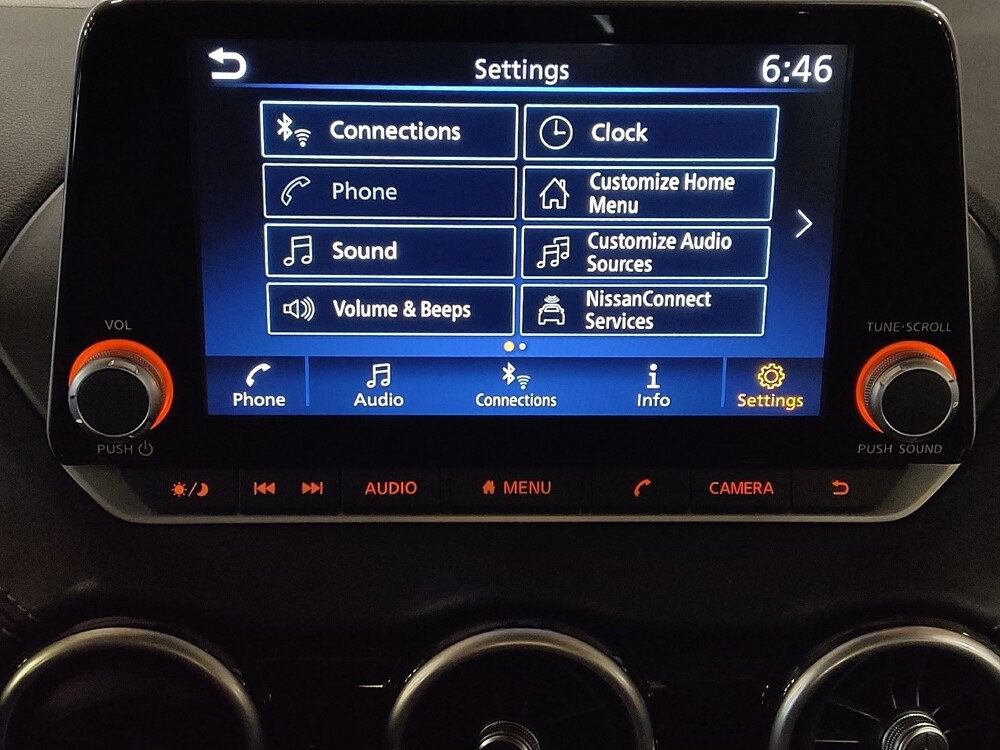 Settings
6:46
Connections
Clock
Phone
Customize Home
Menu
Sound
Customize Audio
Sources
Volume & Beeps
NissanConnect
Services
VOL
TUNE·SCROLL
Phone
Audio
Connections
Info
Settings
PUSH
PUSH SOUND
AUDIO
MENU
CAMERA